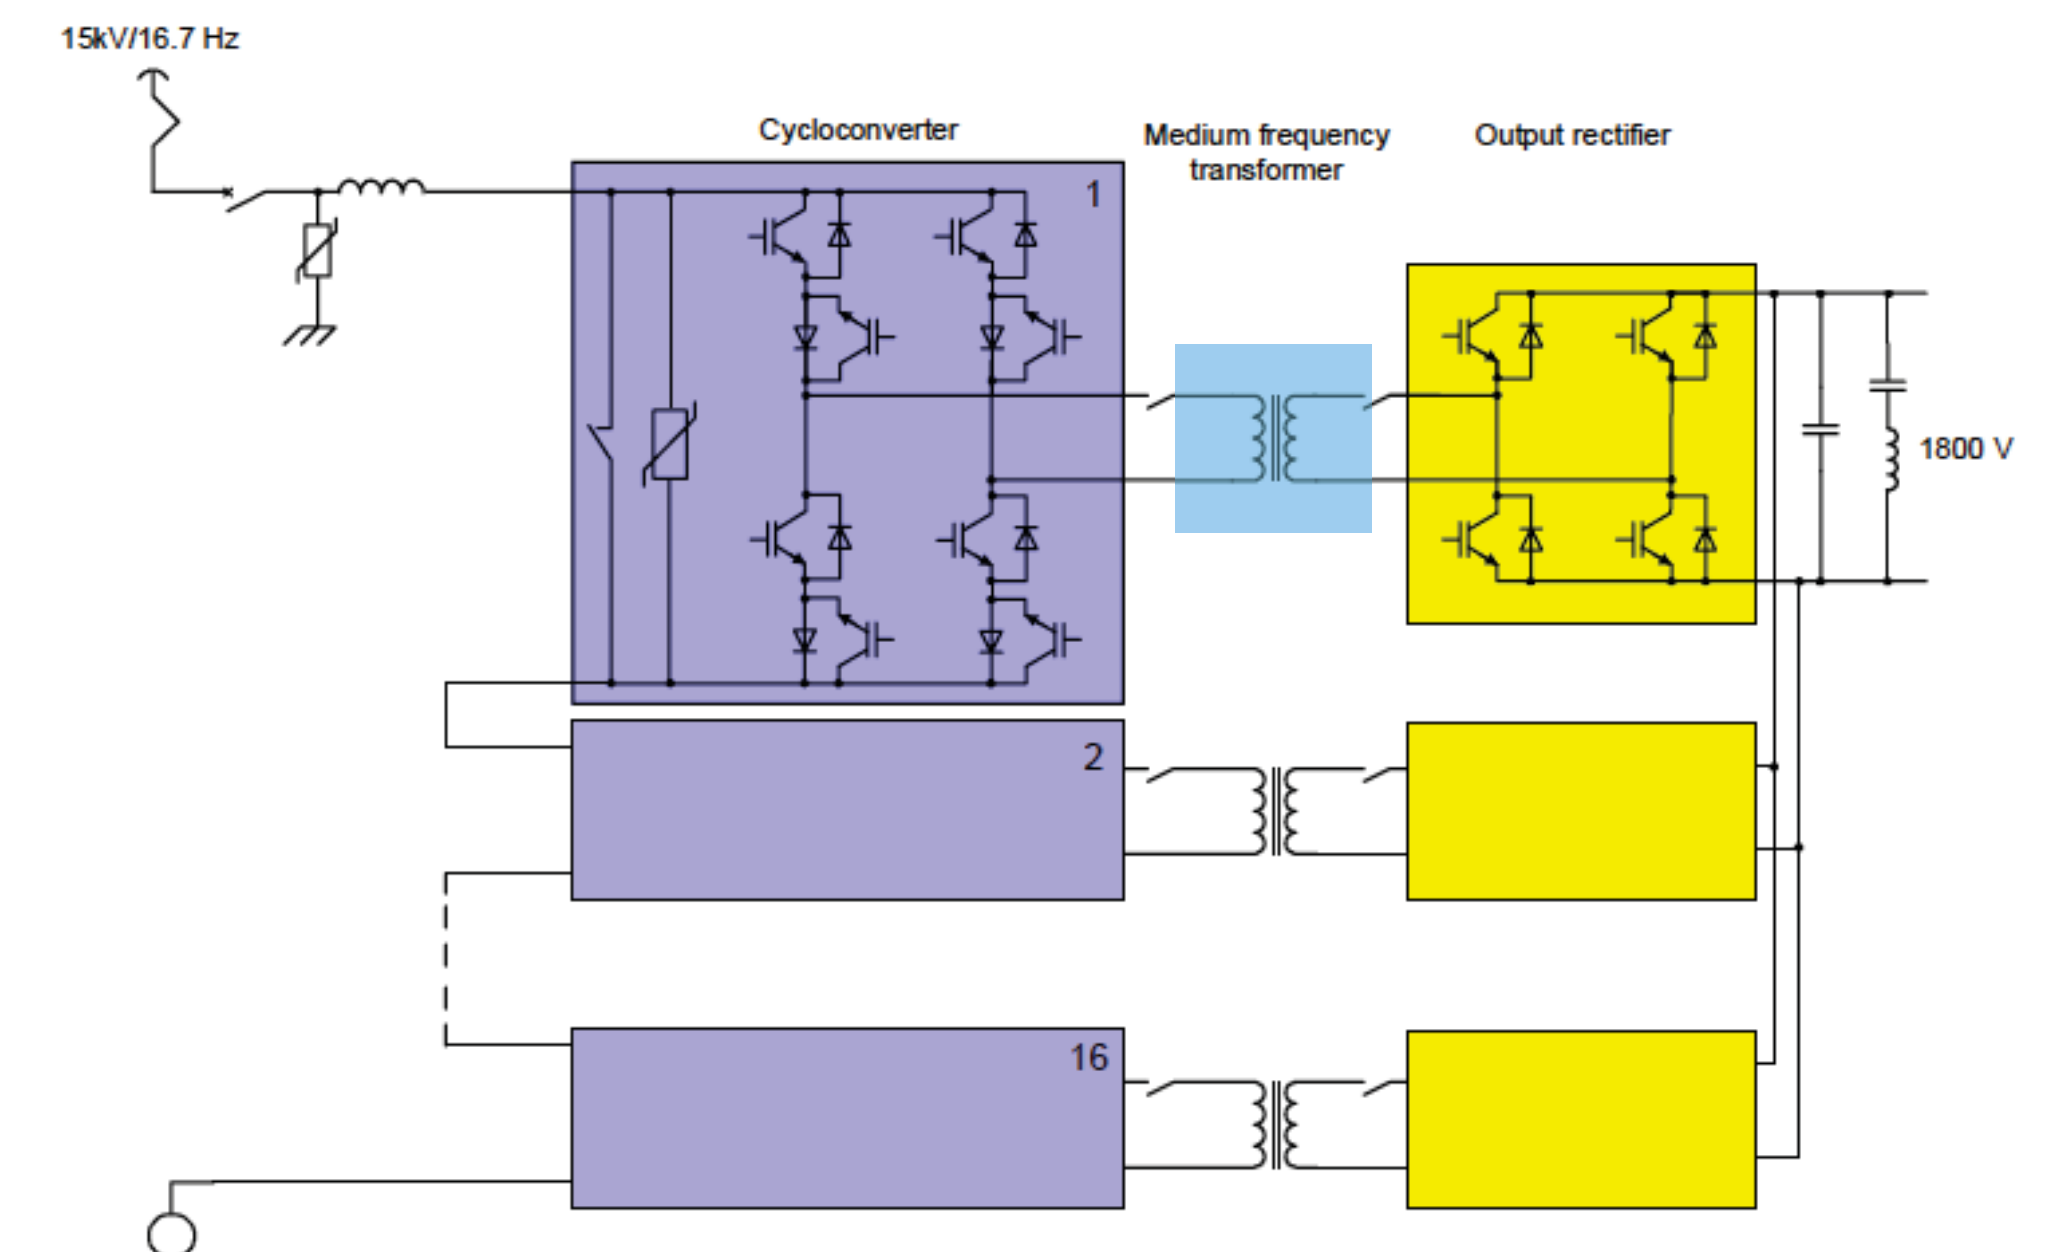 15kV/16.7 Hz
Cycloconverter
Medium frequency
transformer
Output rectifier
1
1800 V
2
16